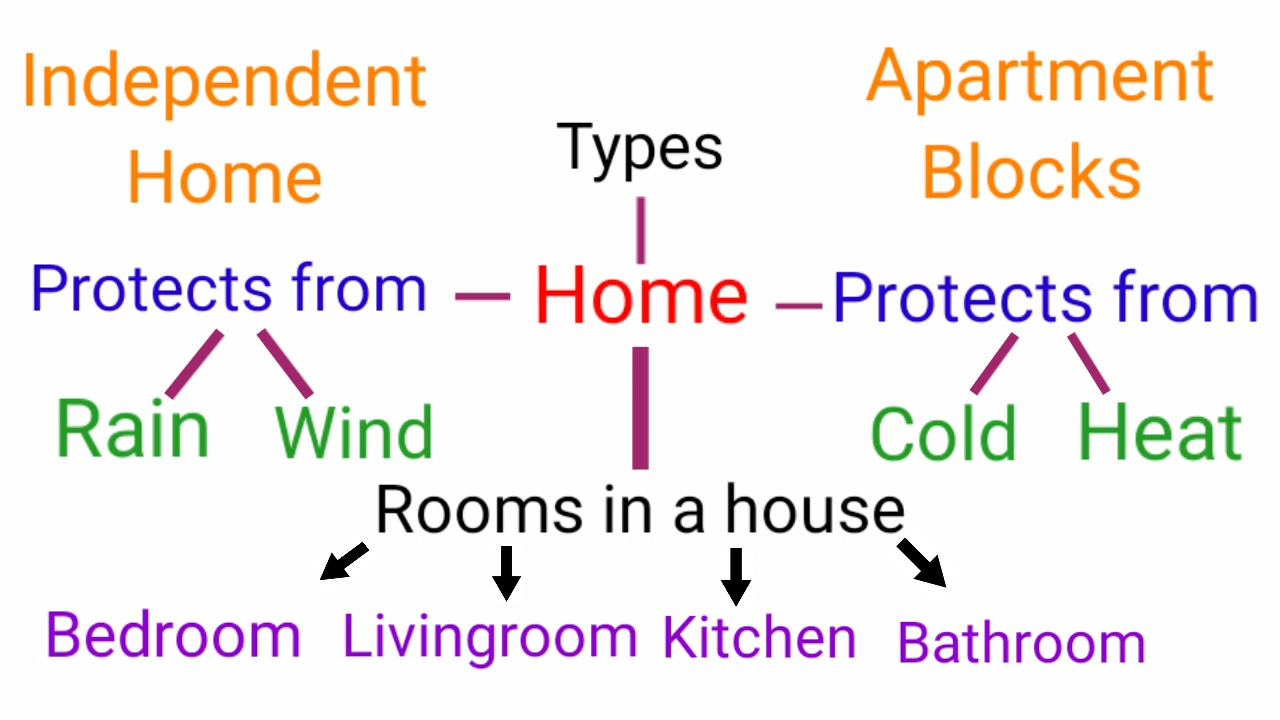 Independent
Home
Types
Apartment
Blocks
Protects from
Home
Protects from
Rain
Wind
Cold
Heat
Rooms in a house
Bedroom
Livingroom
Kitchen
Bathroom